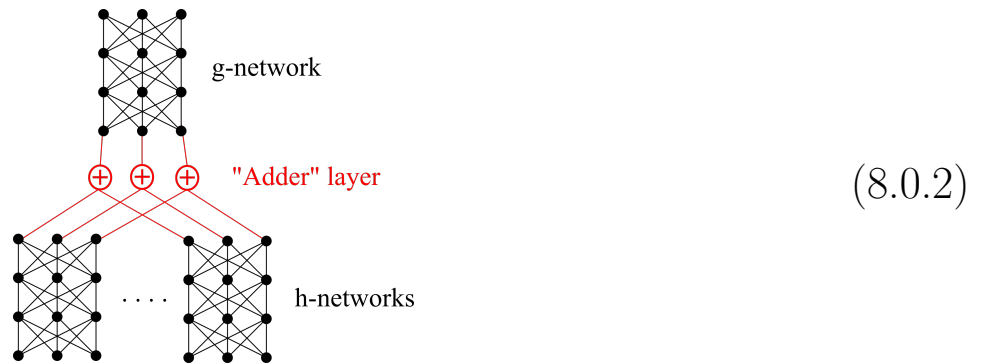 g-network
"Adder" layer
(8.0.2)
. . . .
h-networks